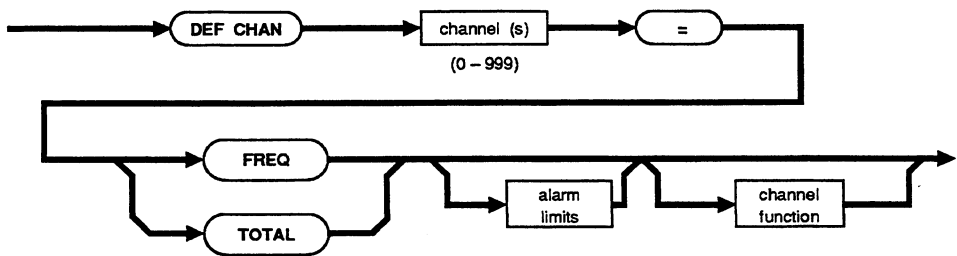 DEF CHAN
channel (s)
=
(0 – 999)
FREQ
TOTAL
alarm
limits
channel
function